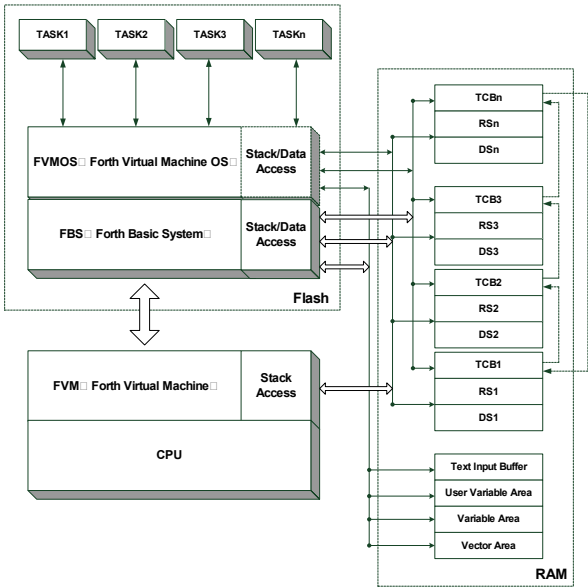 TASK1
TASK2
TASK3
TASKn
FVMOS□ Forth Virtual Machine OS□
Stack/Data
Access
FBS□ Forth Basic System□
Stack/Data
Access
Flash
FVM□ Forth Virtual Machine□
Stack
Access
CPU
TCBn
RSn
DSn
TCB3
RS3
DS3
TCB2
RS2
DS2
TCB1
RS1
DS1
Text Input Buffer
User Variable Area
Variable Area
Vector Area
RAM